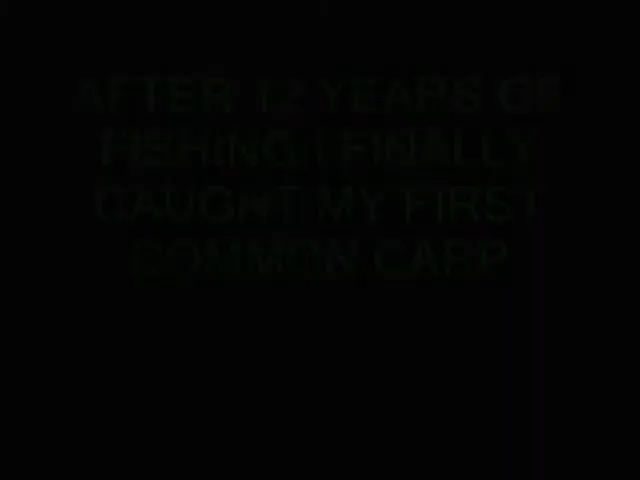 AFTER 12 YEARS OF
FISHING I FINALLY
CAUGHT MY FIRST
COMMON CARP